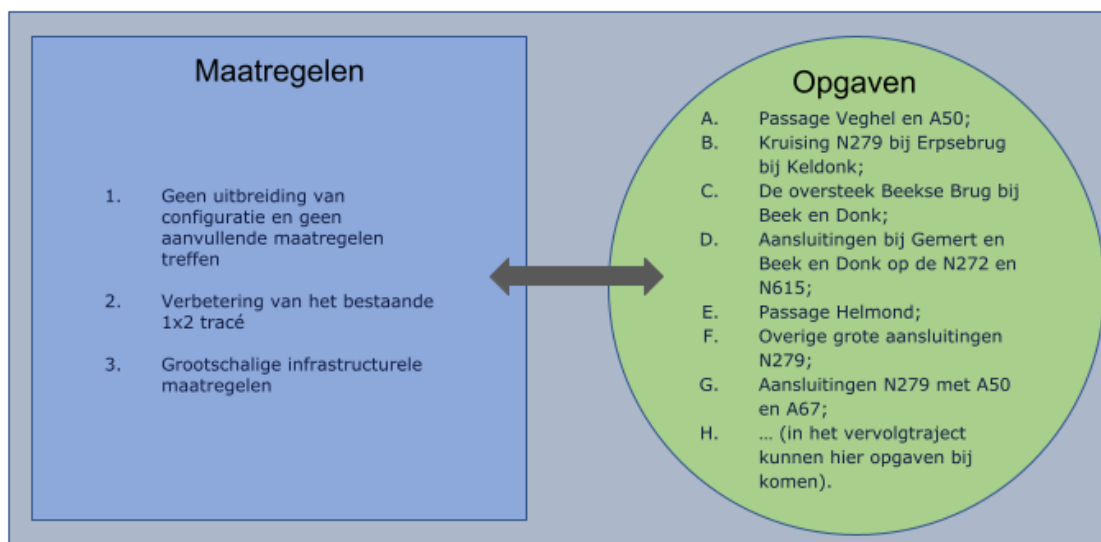 Maatregelen
1. Geen uitbreiding van
configuratie en geen
aanvullende maatregelen
treffen
2. Verbetering van het bestaande
1x2 tracé
3. Grootschalige infrastructurele
maatregelen
Opgaven
A. Passage Veghel en A50;
B. Kruising N279 bij Erpsebrug
bij Keldonk;
C. De oversteek Beekse Brug bij
Beek en Donk;
D. Aansluitingen bij Gemert en
Beek en Donk op de N272 en
N615;
E. Passage Helmond;
F. Overige grote aansluitingen
N279;
G. Aansluitingen N279 met A50
en A67;
H. ... (in het vervolgtraject
kunnen hier opgaven bij
komen).